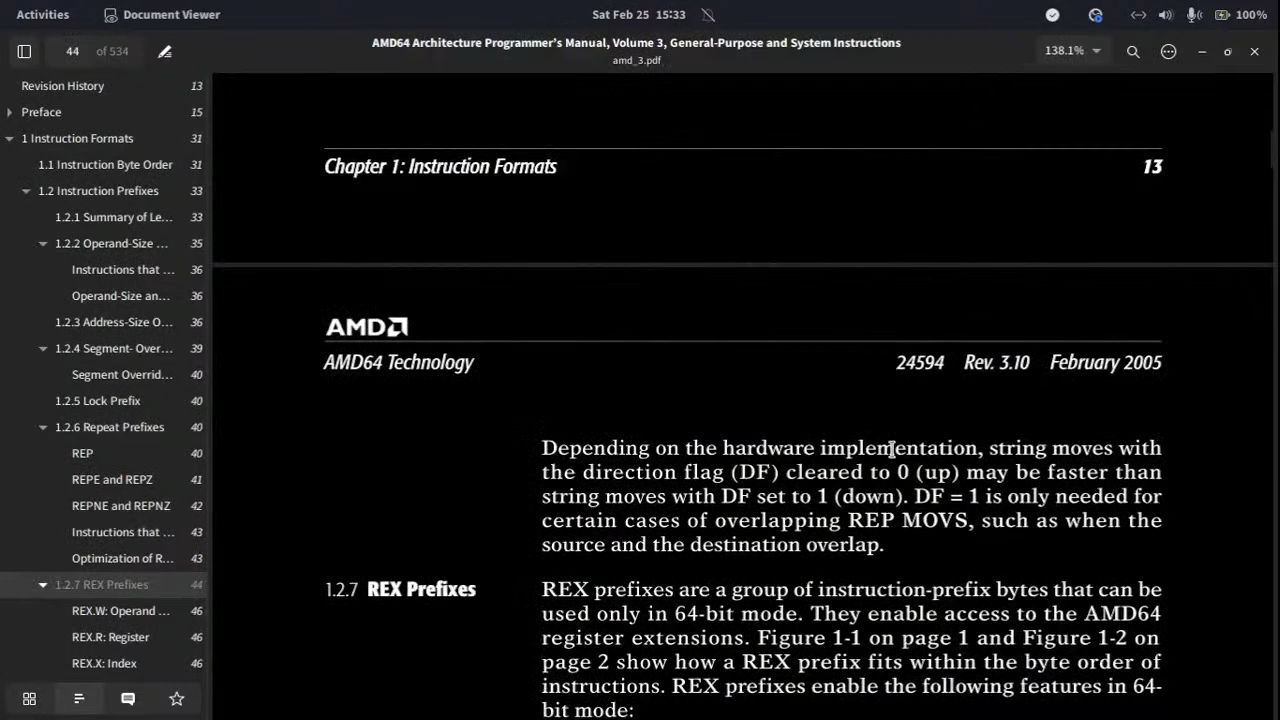 Activities
Document Viewer
Sat Feb 25 15:33
100%
44 of 534
AMD64 Architecture Programmer's Manual, Volume 3, General-Purpose and System Instructions
amd_3.pdf
138.1%
Revision History 13
Preface 15
1 Instruction Formats 31
1.1 Instruction Byte Order 31
1.2 Instruction Prefixes 33
1.2.1 Summary of Le... 33
1.2.2 Operand-Size ... 35
Instructions that ... 36
Operand-Size an... 36
1.2.3 Address-Size O... 36
1.2.4 Segment- Over... 39
Segment Overrid... 40
1.2.5 Lock Prefix 40
1.2.6 Repeat Prefixes 40
REP 40
REPE and REPZ 41
REPNE and REPNZ 42
Instructions that ... 43
Optimization of R... 43
1.2.7 REX Prefixes 44
REX.W: Operand ... 46
REX.R: Register 46
REX.X: Index 46
Chapter 1: Instruction Formats 13
AMD
AMD64 Technology 24594 Rev. 3.10 February 2005
Depending on the hardware implementation, string moves with
the direction flag (DF) cleared to 0 (up) may be faster than
string moves with DF set to 1 (down). DF = 1 is only needed for
certain cases of overlapping REP MOVS, such as when the
source and the destination overlap.
1.2.7 REX Prefixes REX prefixes are a group of instruction-prefix bytes that can be
used only in 64-bit mode. They enable access to the AMD64
register extensions. Figure 1-1 on page 1 and Figure 1-2 on
page 2 show how a REX prefix fits within the byte order of
instructions. REX prefixes enable the following features in 64-
bit mode: